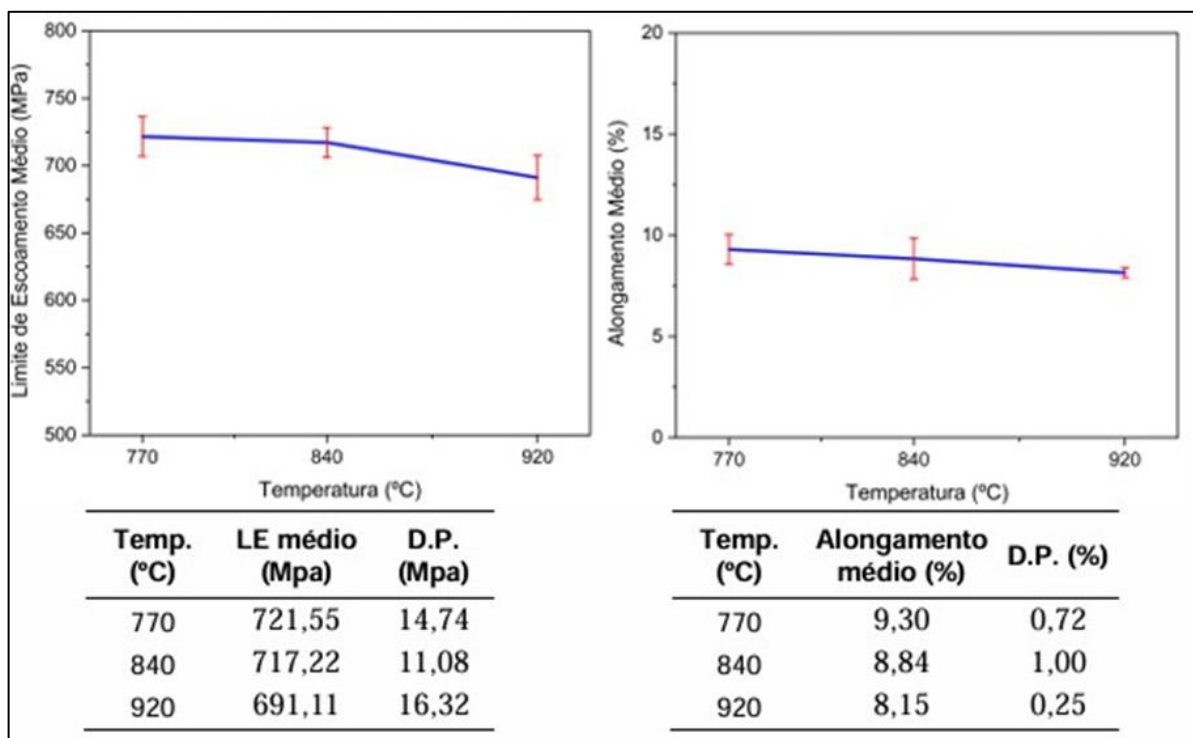 800
750
700
650
600
550
500
Limite de Escoamento Médio (MPa)
770
840
920
Temperatura (ºC)
20
15
10
5
0
Alongamento Médio (%)
770
840
920
Temperatura (ºC)
Temp. (ºC) LE médio (Mpa) D.P. (Mpa)
770 721,55 14,74
840 717,22 11,08
920 691,11 16,32
Temp. (ºC) Alongamento médio (%) D.P. (%)
770 9,30 0,72
840 8,84 1,00
920 8,15 0,25